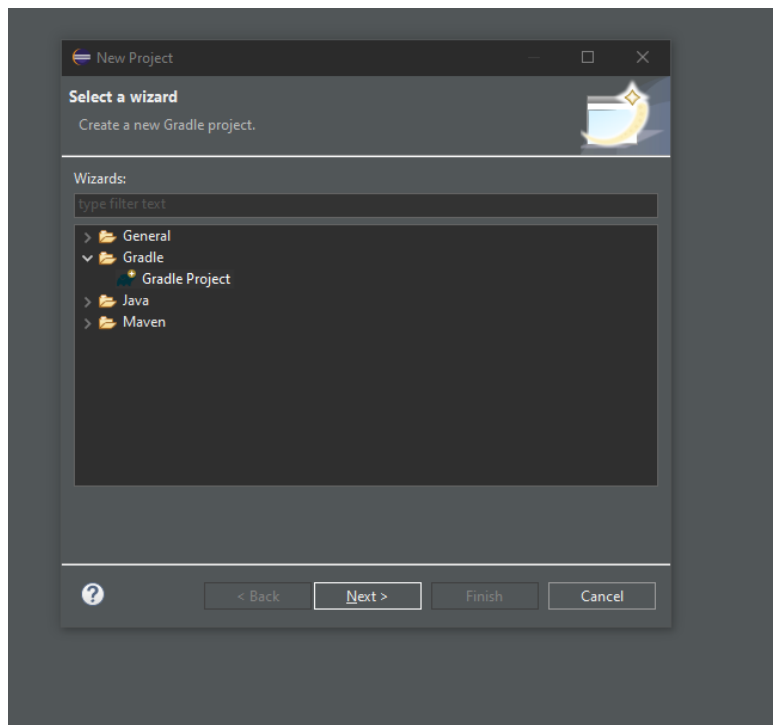 New Project
Select a wizard
Create a new Gradle project.
Wizards:
type filter text
General
Gradle
Gradle Project
Java
Maven
< Back Next > Finish Cancel